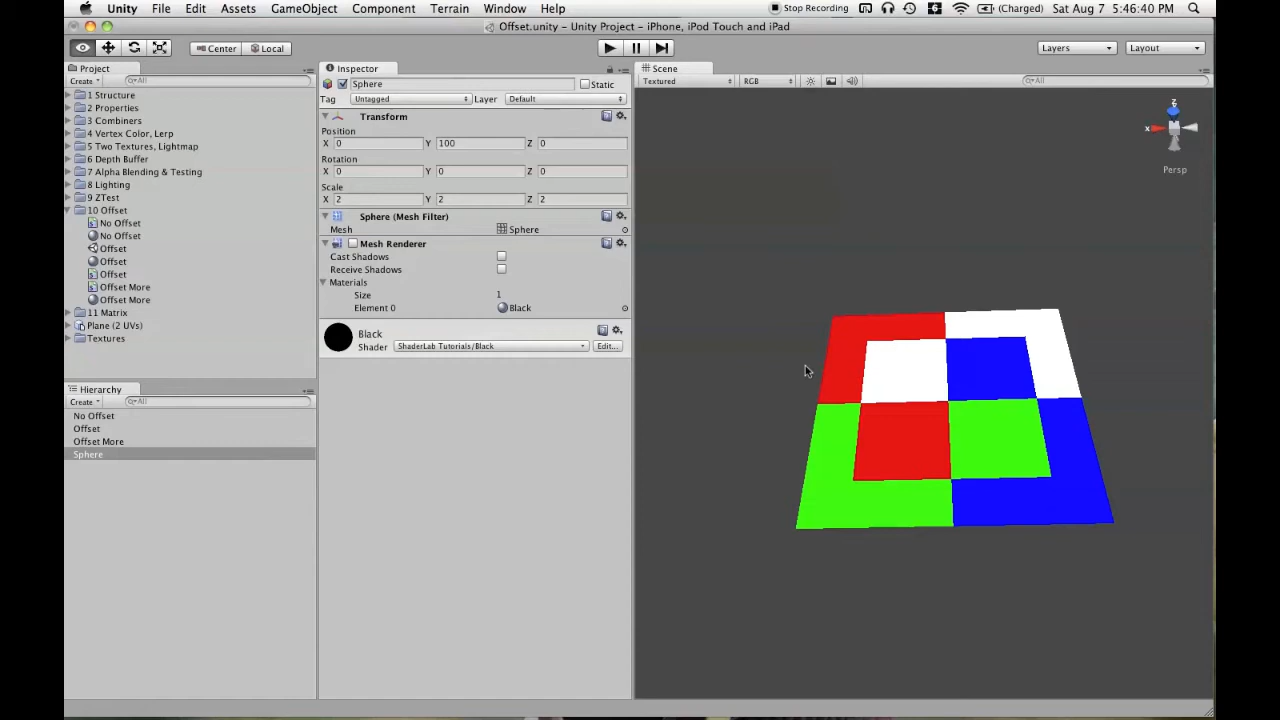 Unity File Edit Assets GameObject Component Terrain Window Help Stop Recording 6 (Charged) Sat Aug 7 5:46:40 PM
Offset.unity - Unity Project - iPhone, iPod Touch and iPad
Center Local Layers Layout
Project
Create All
1 Structure
2 Properties
3 Combiners
4 Vertex Color, Lerp
5 Two Textures, Lightmap
6 Depth Buffer
7 Alpha Blending & Testing
8 Lighting
9 ZTest
10 Offset
No Offset
No Offset
Offset
Offset
Offset
Offset More
Offset More
11 Matrix
Plane (2 UVs)
Textures
Hierarchy
Create All
No Offset
Offset
Offset More
Sphere
Inspector
Sphere Static
Tag Untagged Layer Default
Transform
Position
X 0 Y 100 Z 0
Rotation
X 0 Y 0 Z 0
Scale
X 2 Y 2 Z 2
Sphere (Mesh Filter)
Mesh Sphere
Mesh Renderer
Cast Shadows
Receive Shadows
Materials
Size 1
Element 0 Black
Black
Shader ShaderLab Tutorials/Black Edit...
Scene
Textured RGB All
z
x
Persp